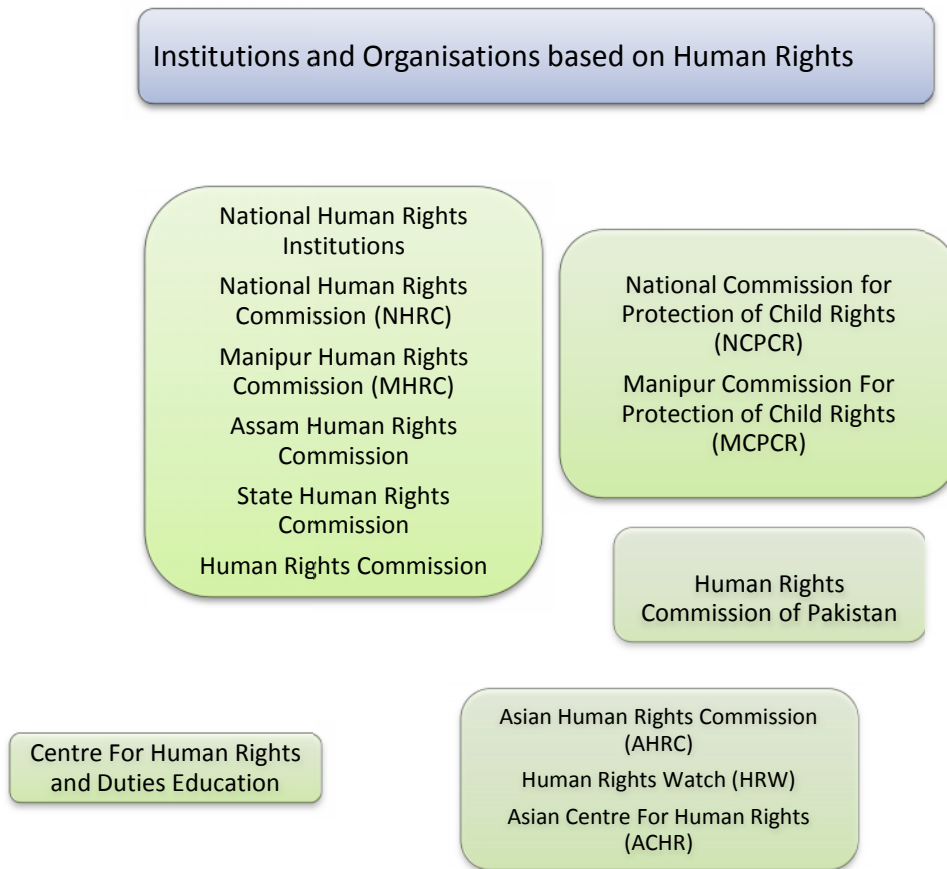 Institutions and Organisations based on Human Rights
National Human Rights
Institutions
National Human Rights
Commission (NHRC)
Manipur Human Rights
Commission (MHRC)
Assam Human Rights
Commission
State Human Rights
Commission
Human Rights Commission
National Commission for
Protection of Child Rights
(NCPCR)
Manipur Commission For
Protection of Child Rights
(MCPCR)
Human Rights
Commission of Pakistan
Centre For Human Rights
and Duties Education
Asian Human Rights Commission
(AHRC)
Human Rights Watch (HRW)
Asian Centre For Human Rights
(ACHR)